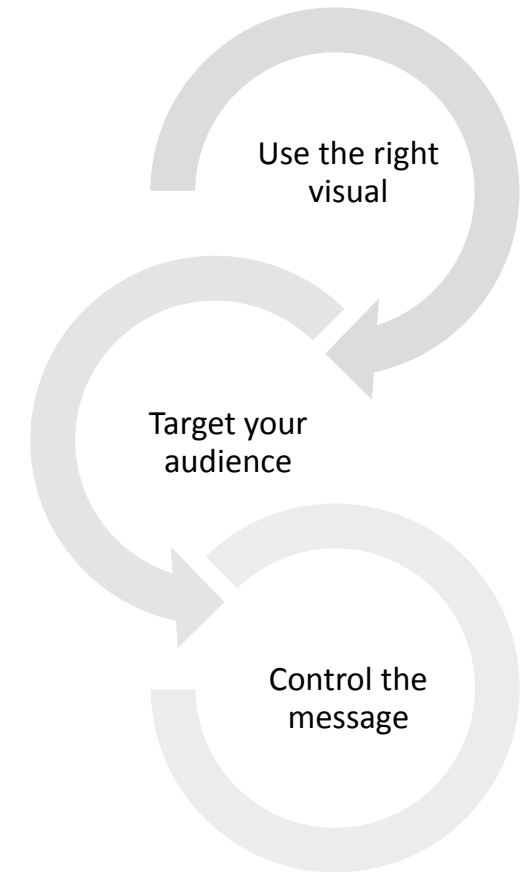 Use the right
visual
Target your
audience
Control the
message